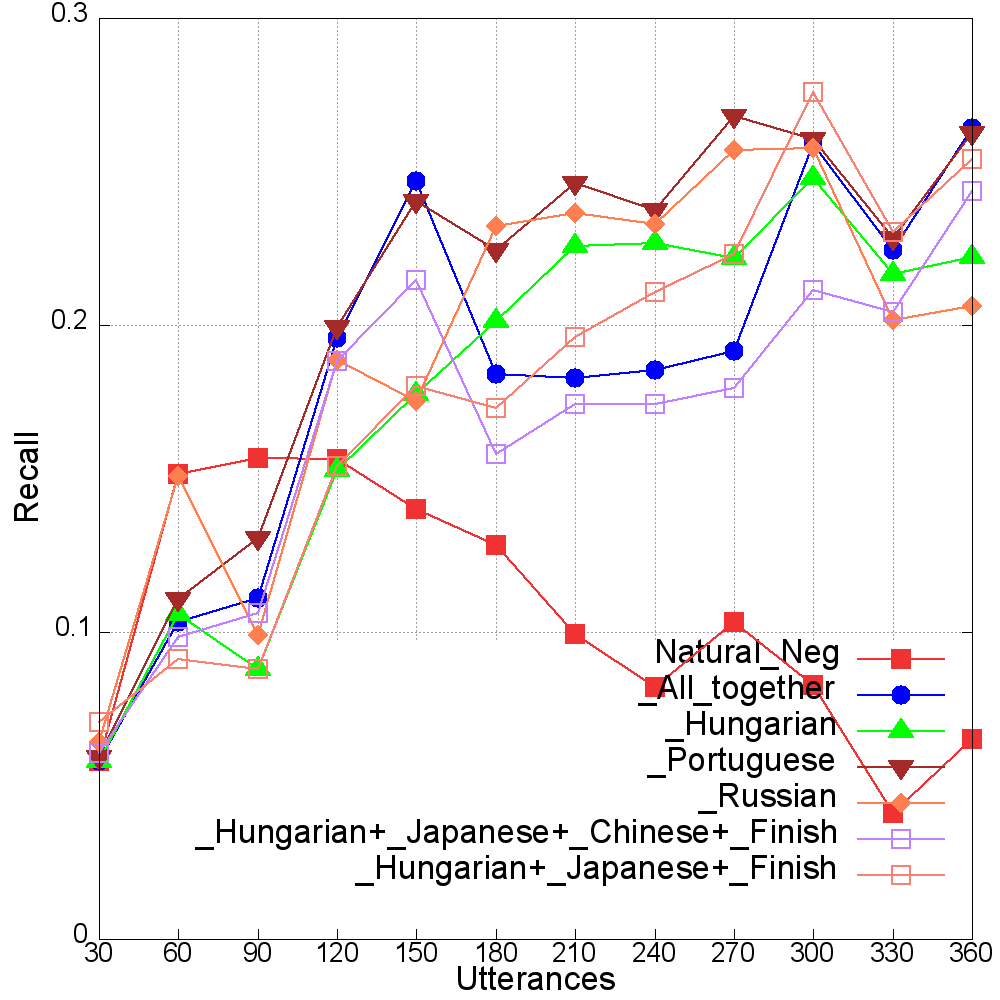 0.3
0.2
0.1
0
Recall
Natural_Neg
_All_together
_Hungarian
_Portuguese
_Russian
_Hungarian+_Japanese+_Chinese+_Finish
_Hungarian+_Japanese+_Finish
30 60 90 120 150 180 210 240 270 300 330 360
Utterances